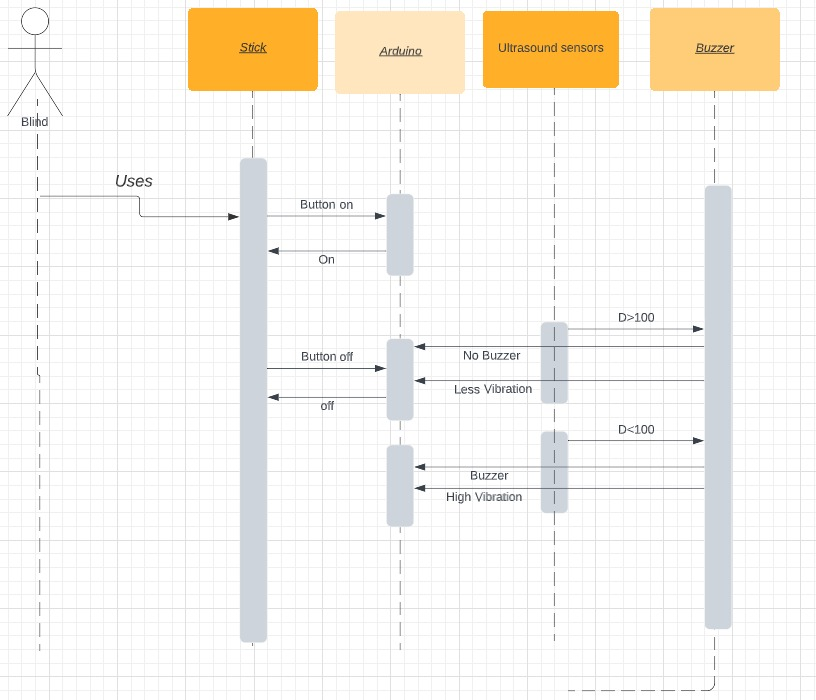 Stick
Arduino
Ultrasound sensors
Buzzer
Blind
Uses
Button on
On
D>100
No Buzzer
Button off
Less Vibration
off
D<100
Buzzer
High Vibration